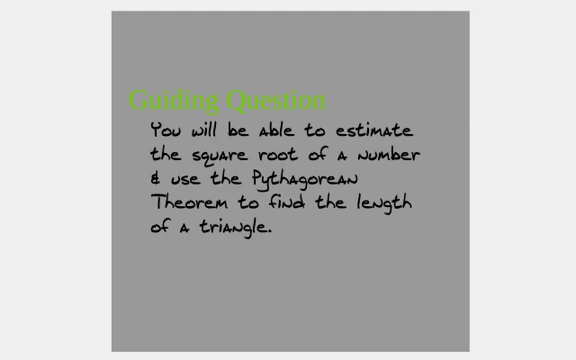 Guiding Question
You will be able to estimate
the square root of a number
& use the Pythagorean
Theorem to find the length
of a triangle.